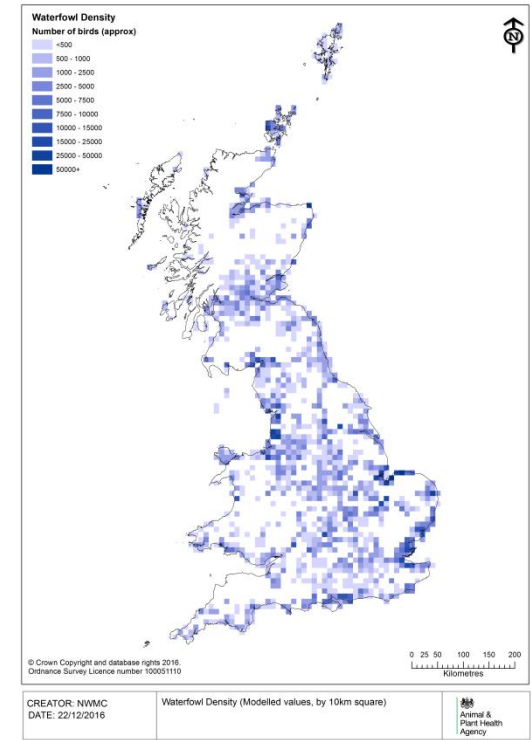 Waterfowl Density
Number of birds (approx)
<500
500 - 1000
1000 - 2500
2500 - 5000
5000 - 7500
7500 - 10000
10000 - 15000
15000 - 25000
25000 - 50000
50000+
N
© Crown Copyright and database rights 2016.
Ordnance Survey Licence number 100051110
0 25 50 100 150 200
Kilometres
CREATOR: NWMC
DATE: 22/12/2016
Waterfowl Density (Modelled values, by 10km square)
Animal &
Plant Health
Agency